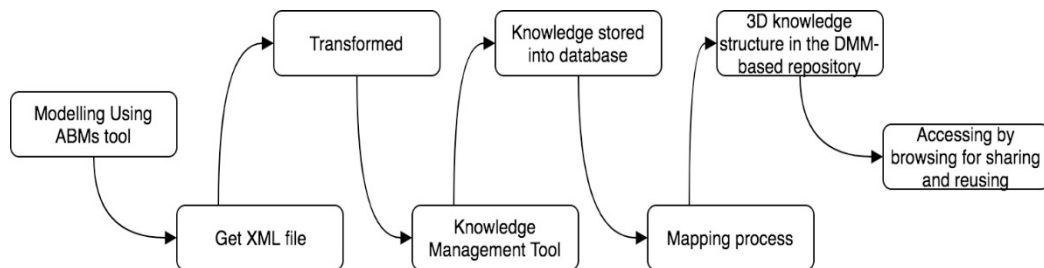 Modelling Using
ABMs tool
Get XML file
Transformed
Knowledge
Management Tool
Knowledge stored
into database
Mapping process
3D knowledge
structure in the DMM-
based repository
Accessing by
browsing for sharing
and reusing